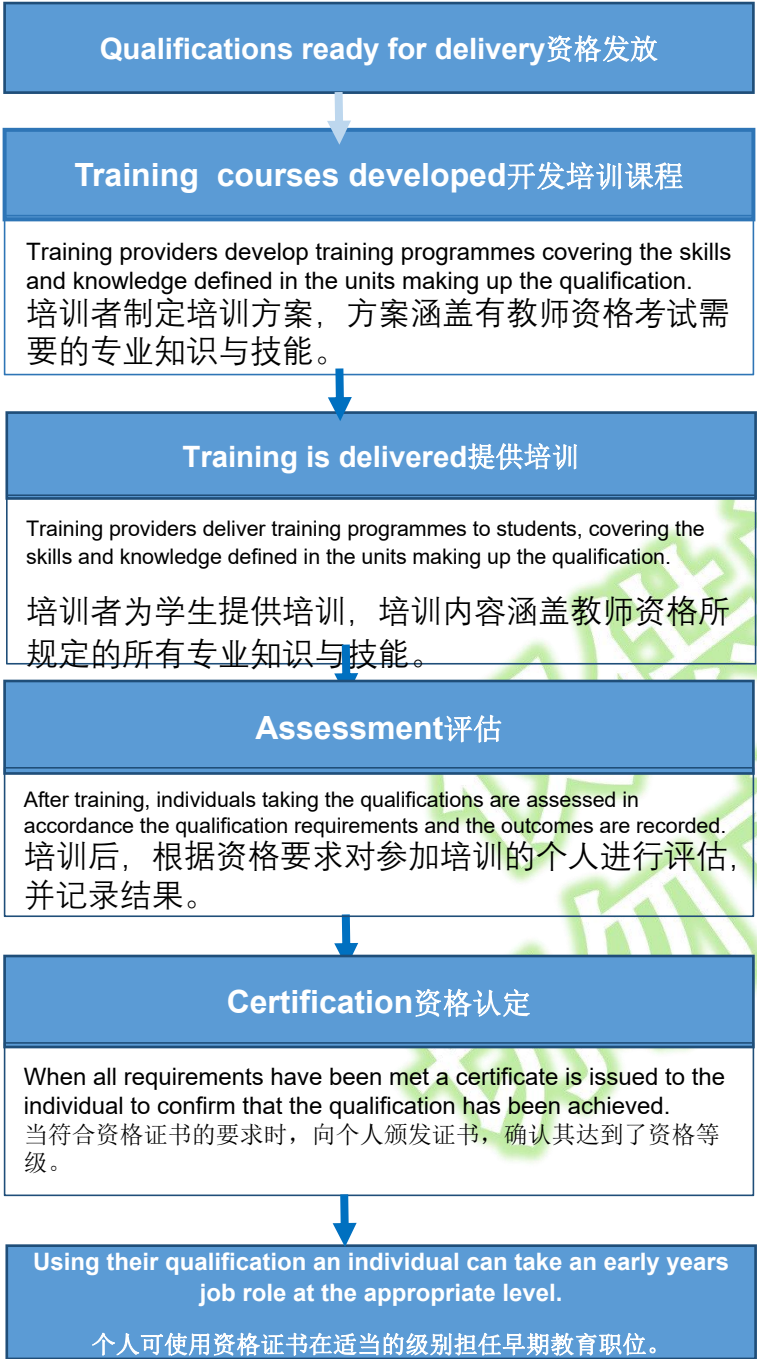 Qualifications ready for delivery资格发放
Training courses developed开发培训课程
Training providers develop training programmes covering the skills
and knowledge defined in the units making up the qualification.
培训者制定培训方案，方案涵盖有教师资格考试需
要的专业知识与技能。
Training is delivered提供培训
Training providers deliver training programmes to students, covering the
skills and knowledge defined in the units making up the qualification.
培训者为学生提供培训，培训内容涵盖教师资格所
规定的所有专业知识与技能。
Assessment评估
After training, individuals taking the qualifications are assessed in
accordance the qualification requirements and the outcomes are recorded.
培训后，根据资格要求对参加培训的个人进行评估，
并记录结果。
Certification资格认定
When all requirements have been met a certificate is issued to the
individual to confirm that the qualification has been achieved.
当符合资格证书的要求时，向个人颁发证书，确认其达到了资格等
级。
Using their qualification an individual can take an early years
job role at the appropriate level.
个人可使用资格证书在适当的级别担任早期教育职位。